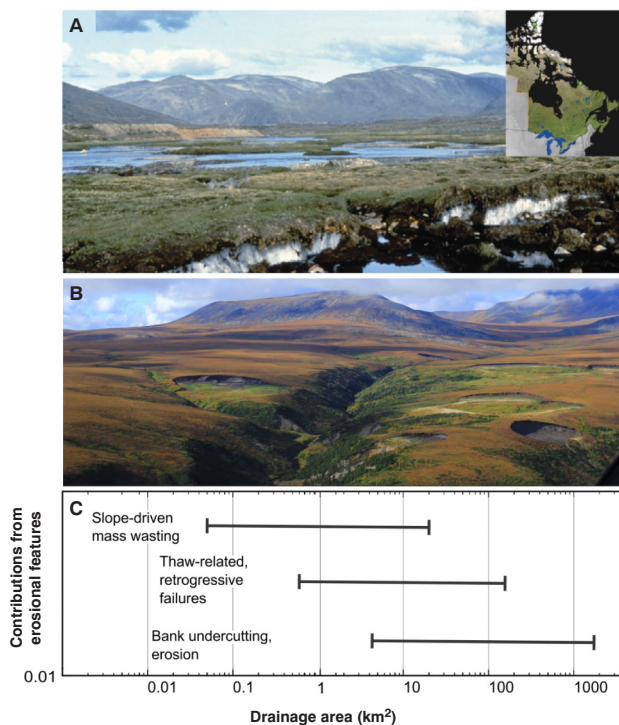 A
B
C
Slope-driven
mass wasting
Thaw-related,
retrogressive
failures
Bank undercutting,
erosion
Contributions from
erosional features
0.01
0.01
0.1
1
10
100
1000
Drainage area (km²)